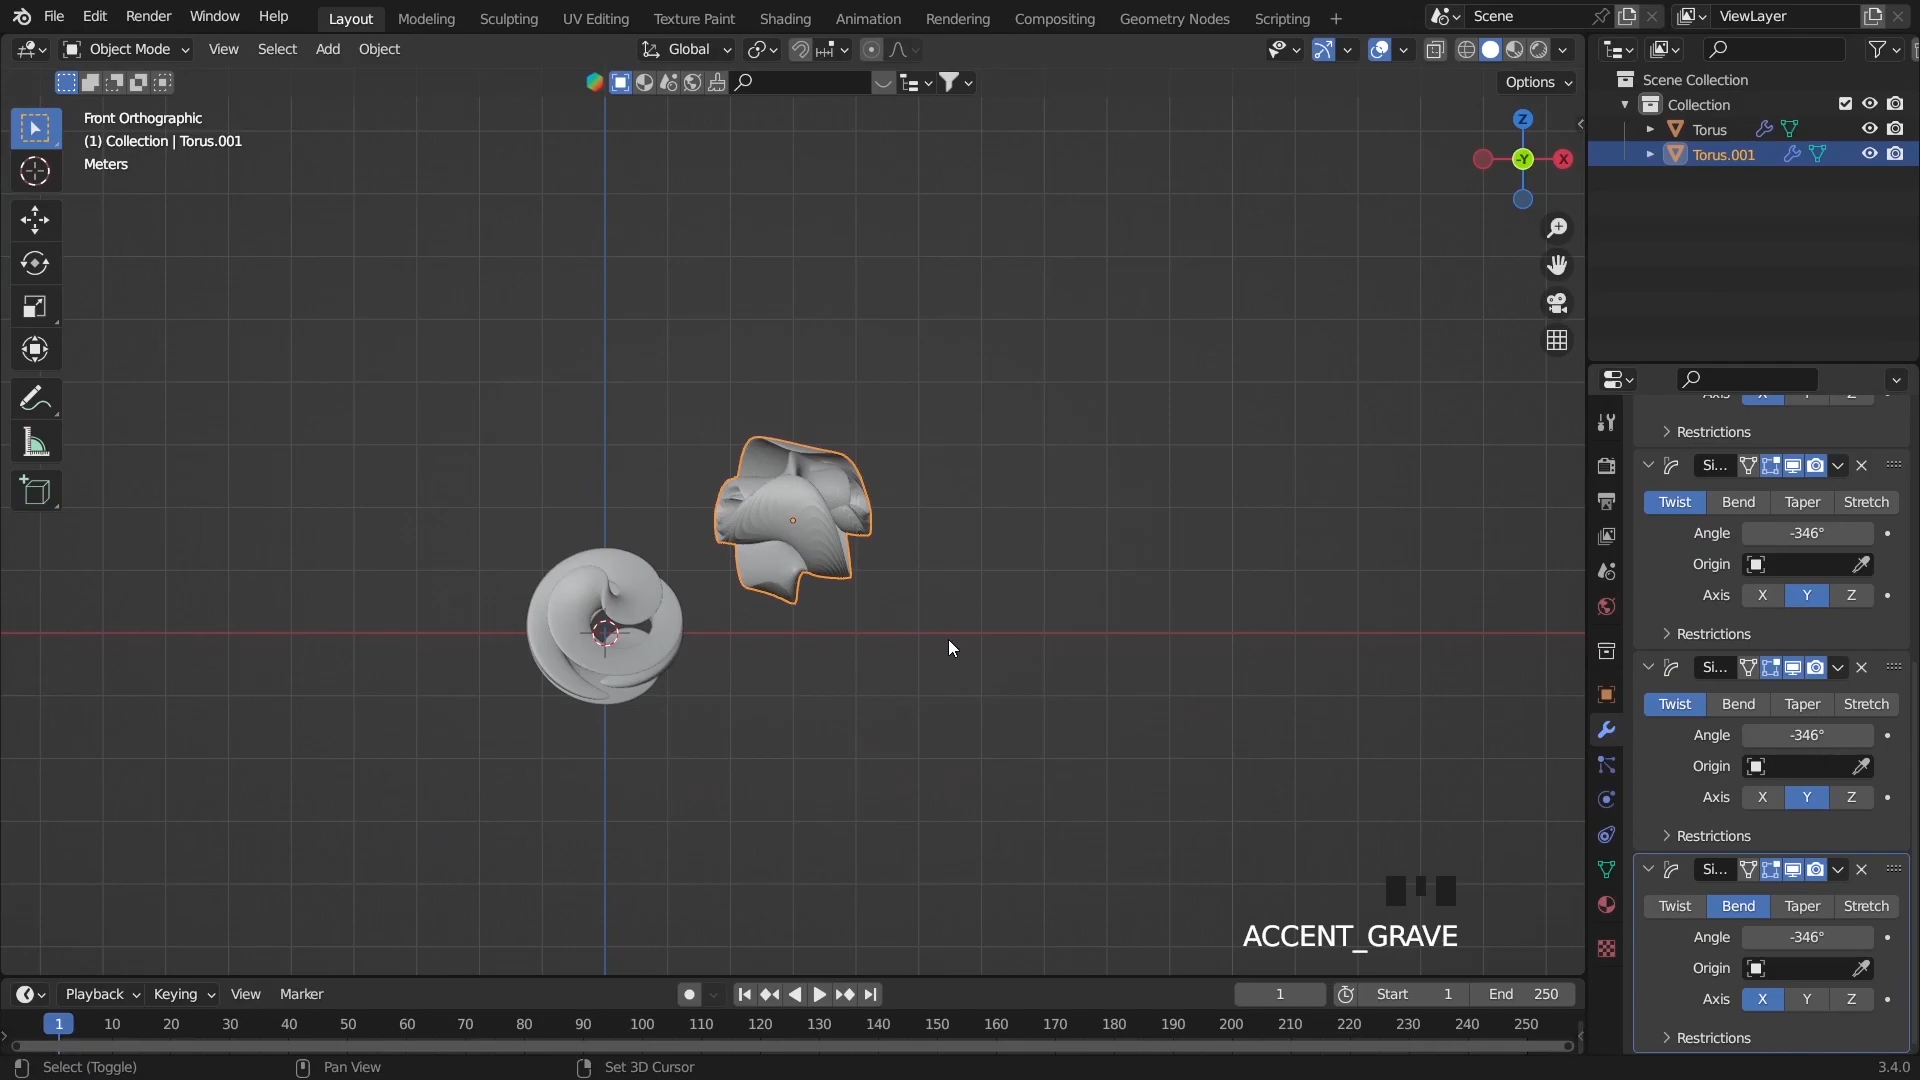 File Edit Render Window Help Layout Modeling Sculpting UV Editing Texture Paint Shading Animation Rendering Compositing Geometry Nodes Scripting Scene ViewLayer
Object Mode View Select Add Object Global
Options
Scene Collection
Collection
Torus
Torus.001
Front Orthographic
(1) Collection | Torus.001
Meters
Z
-Y
X
Restrictions
Si...
Twist Bend Taper Stretch
Angle -346°
Origin
Axis X Y Z
Restrictions
Si...
Twist Bend Taper Stretch
Angle -346°
Origin
Axis X Y Z
Restrictions
Si...
Twist Bend Taper Stretch
Angle -346°
Origin
Axis X Y Z
Restrictions
ACCENT_GRAVE
Playback Keying View Marker 1 Start 1 End 250
1 10 20 30 40 50 60 70 80 90 100 110 120 130 140 150 160 170 180 190 200 210 220 230 240 250
Select (Toggle) Pan View Set 3D Cursor 3.4.0